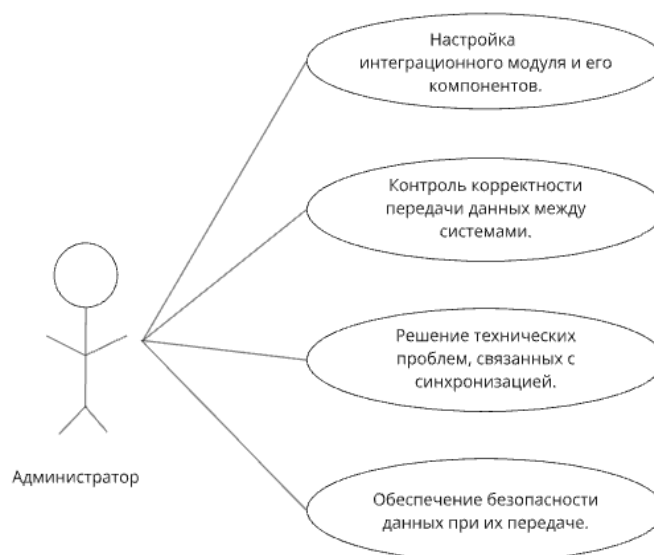 Настройка
интеграционного модуля и его
компонентов.
Контроль корректности
передачи данных между
системами.
Решение технических
проблем, связанных с
синхронизацией.
Администратор
Обеспечение безопасности
данных при их передаче.